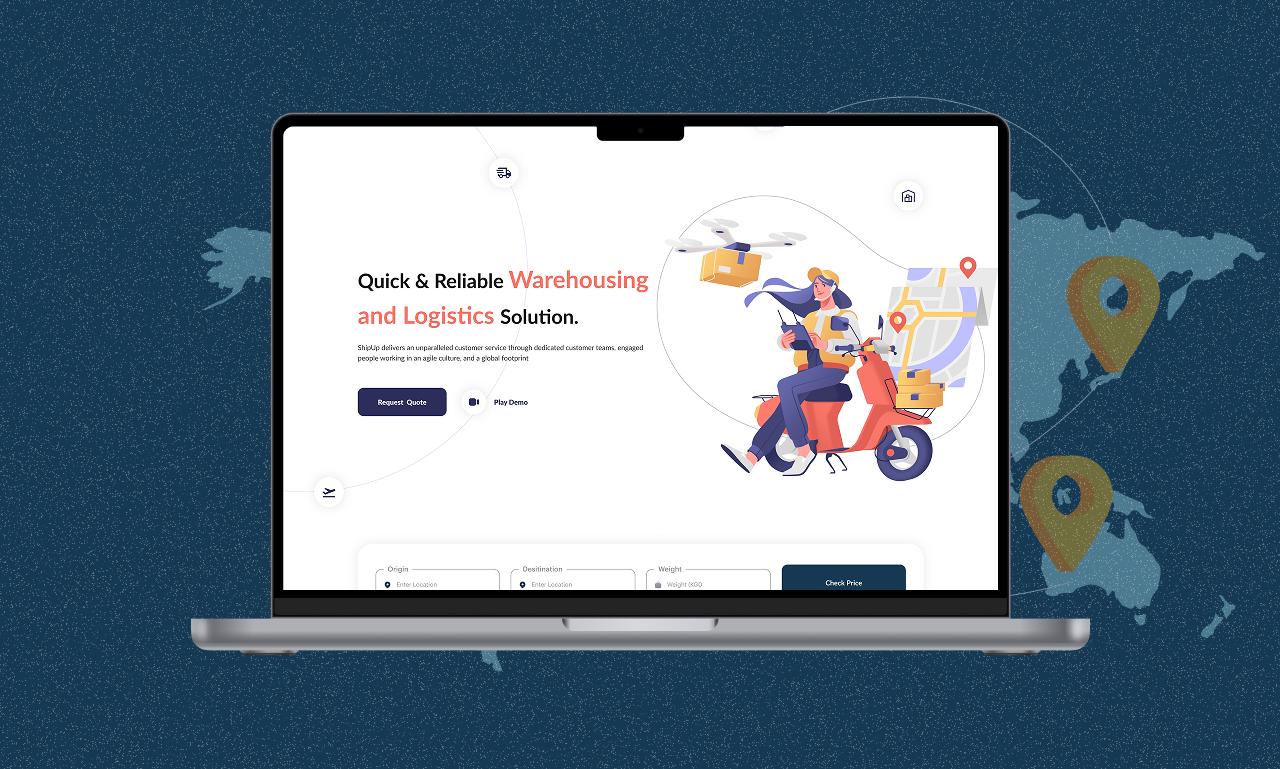 Quick & Reliable Warehousing
and Logistics Solution.
ShipUp delivers an unparalleled customer service through dedicated customer teams, engaged
people working in an agile culture, and a global footprint
Request Quote
Play Demo
Origin
Desitination
Weight
Enter Location
Enter Location
Weight (KG0
Check Price